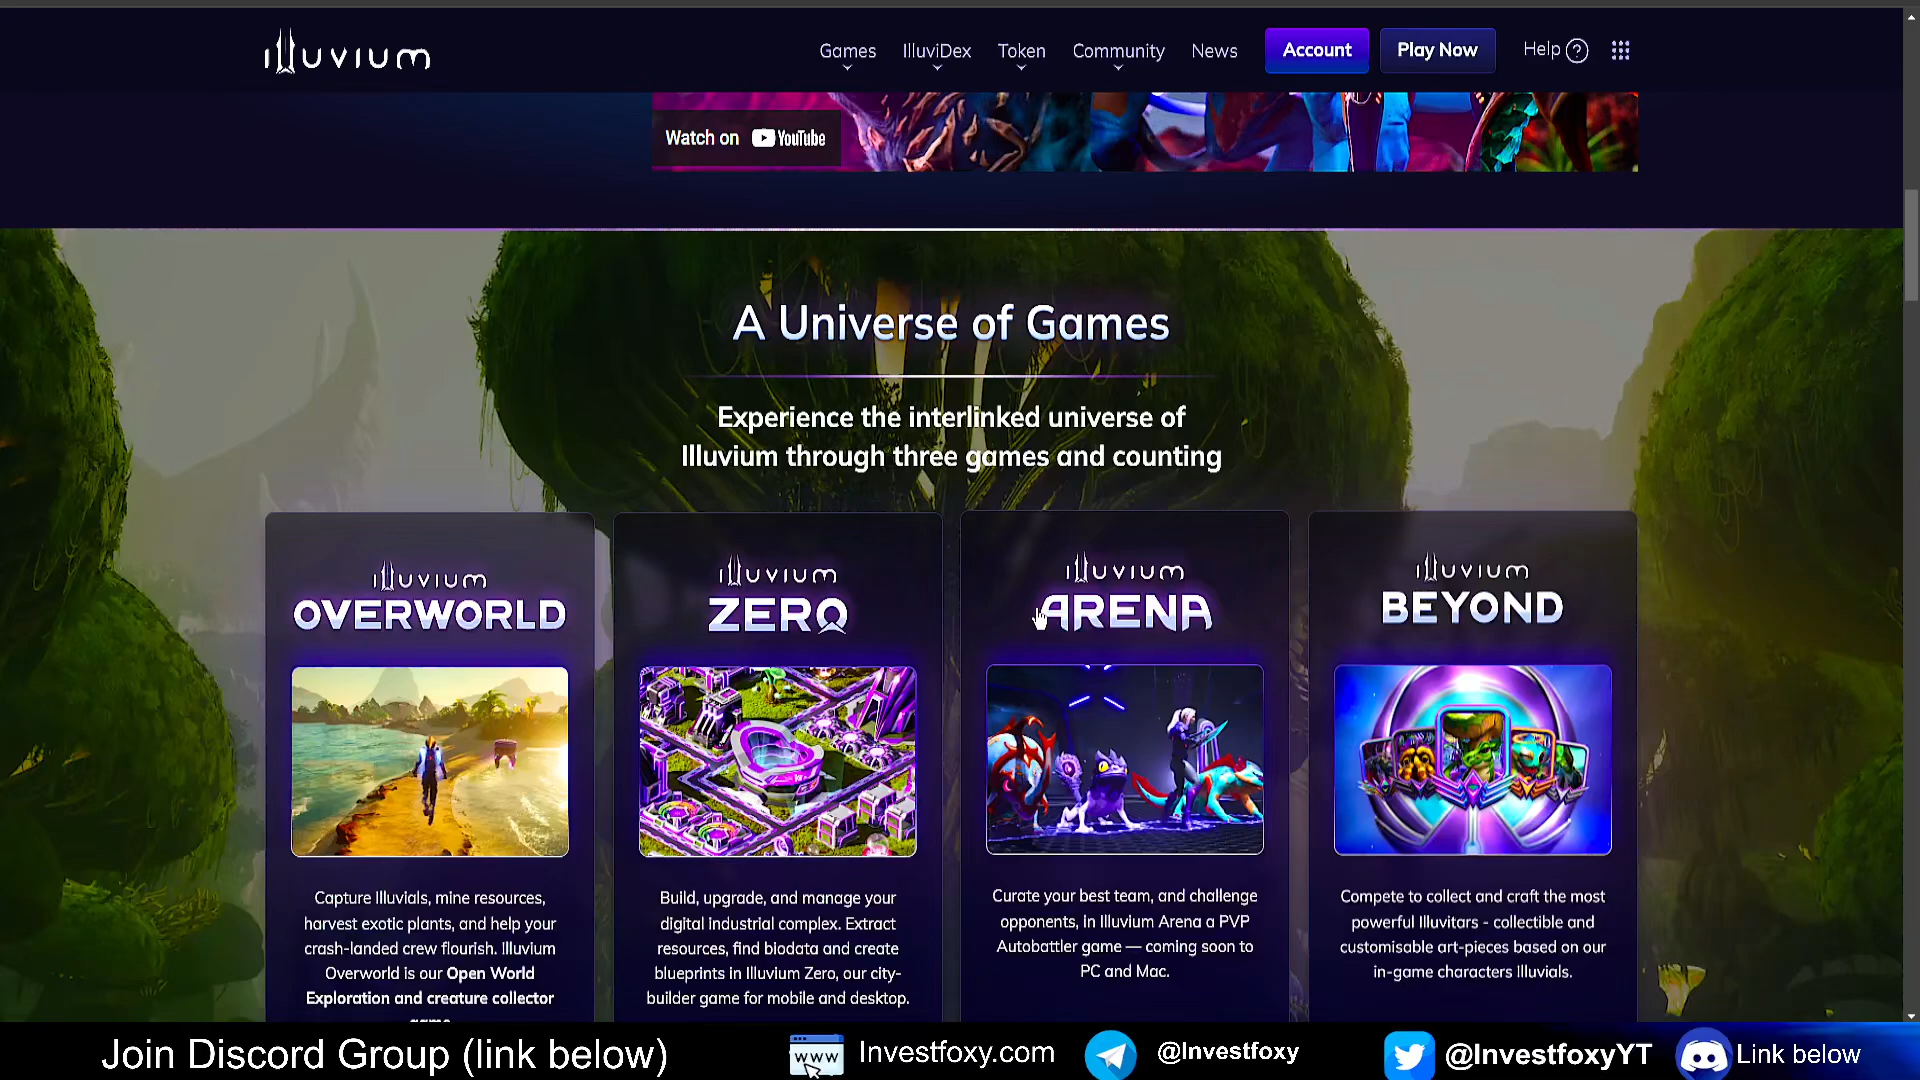 illuvium
Games IlluviDex Token Community News Account Play Now Help ?
Watch on YouTube
A Universe of Games
Experience the interlinked universe of
Illuvium through three games and counting
illuvium
OVERWORLD
Capture Illuvials, mine resources,
harvest exotic plants, and help your
crash-landed crew flourish. Illuvium
Overworld is our Open World
Exploration and creature collector
game.
illuvium
ZERO
Build, upgrade, and manage your
digital industrial complex. Extract
resources, find biodata and create
blueprints in Illuvium Zero, our city-
builder game for mobile and desktop.
illuvium
ARENA
Curate your best team, and challenge
opponents, in Illuvium Arena a PVP
Autobattler game — coming soon to
PC and Mac.
illuvium
BEYOND
Compete to collect and craft the most
powerful Illuvitars - collectible and
customisable art-pieces based on our
in-game characters Illuvials.
Join Discord Group (link below) www Investfoxy.com @Investfoxy @InvestfoxyYT Link below